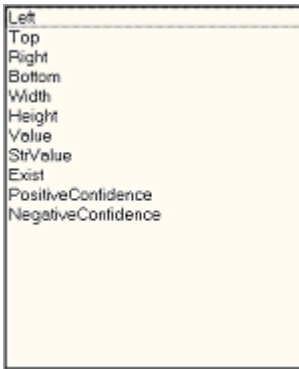 Left
Top
Right
Bottom
Width
Height
Value
StrValue
Exist
PositiveConfidence
NegativeConfidence